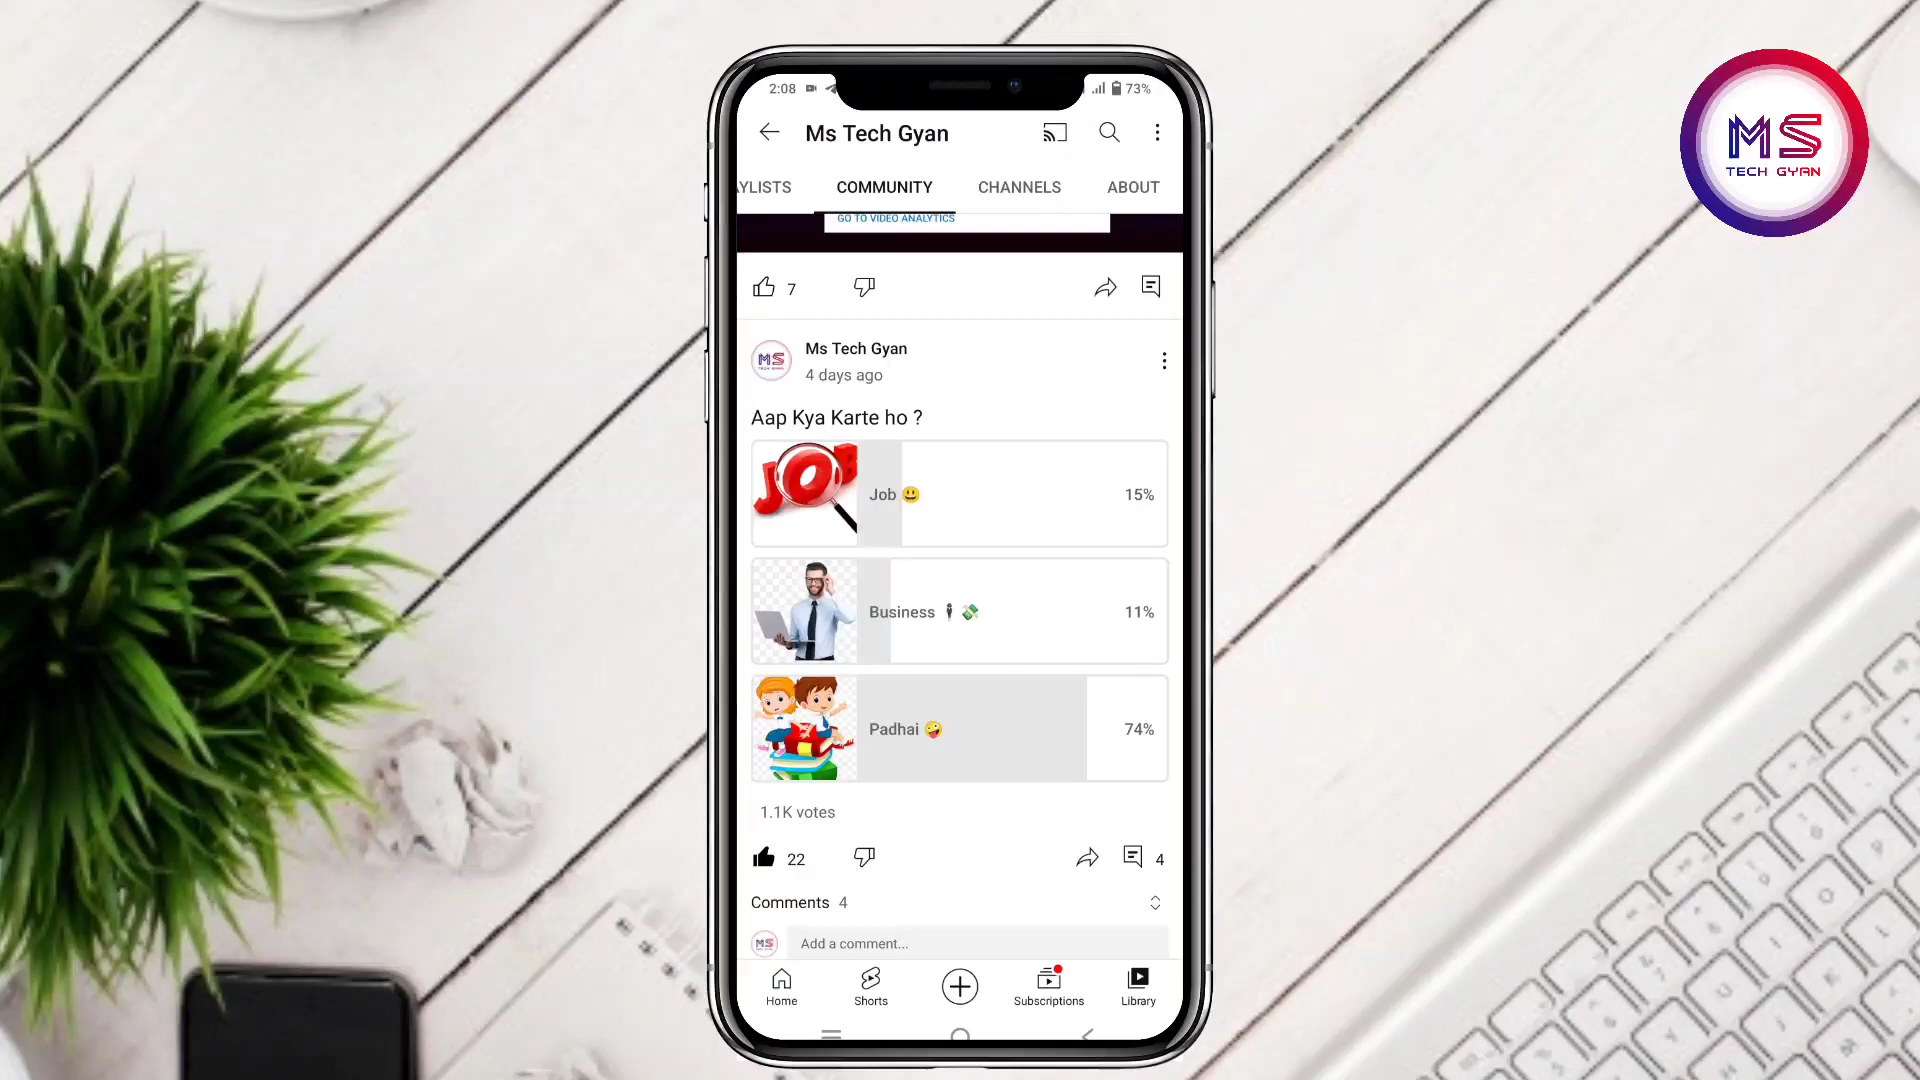 2:08
73%
Ms Tech Gyan
AYLISTS
COMMUNITY
CHANNELS
ABOUT
GO TO VIDEO ANALYTICS
7
Ms Tech Gyan
4 days ago
Aap Kya Karte ho ?
JOB
Job 😃
15%
Business 🕴 💸
11%
Padhai 🤪
74%
1.1K votes
22
4
Comments 4
Add a comment...
Home
Shorts
Subscriptions
Library
MS
TECH GYAN